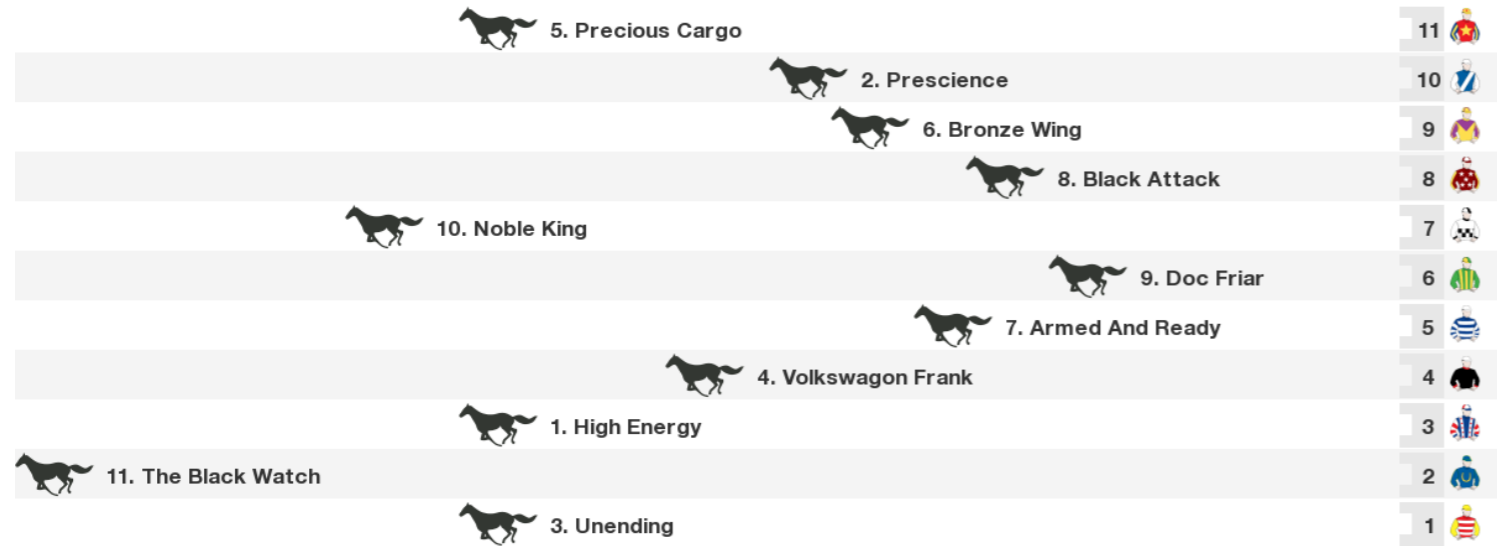 5. Precious Cargo 11
2. Prescience 10
6. Bronze Wing 9
8. Black Attack 8
10. Noble King 7
9. Doc Friar 6
7. Armed And Ready 5
4. Volkswagon Frank 4
1. High Energy 3
11. The Black Watch 2
3. Unending 1